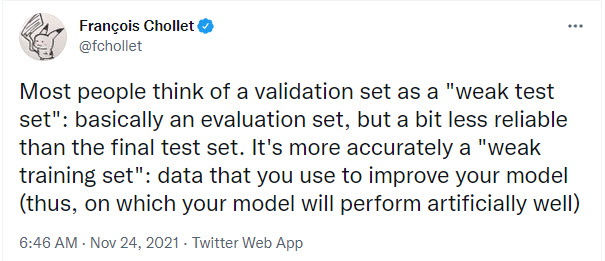 François Chollet
@fchollet
Most people think of a validation set as a "weak test
set": basically an evaluation set, but a bit less reliable
than the final test set. It's more accurately a "weak
training set": data that you use to improve your model
(thus, on which your model will perform artificially well)
6:46 AM · Nov 24, 2021 · Twitter Web App